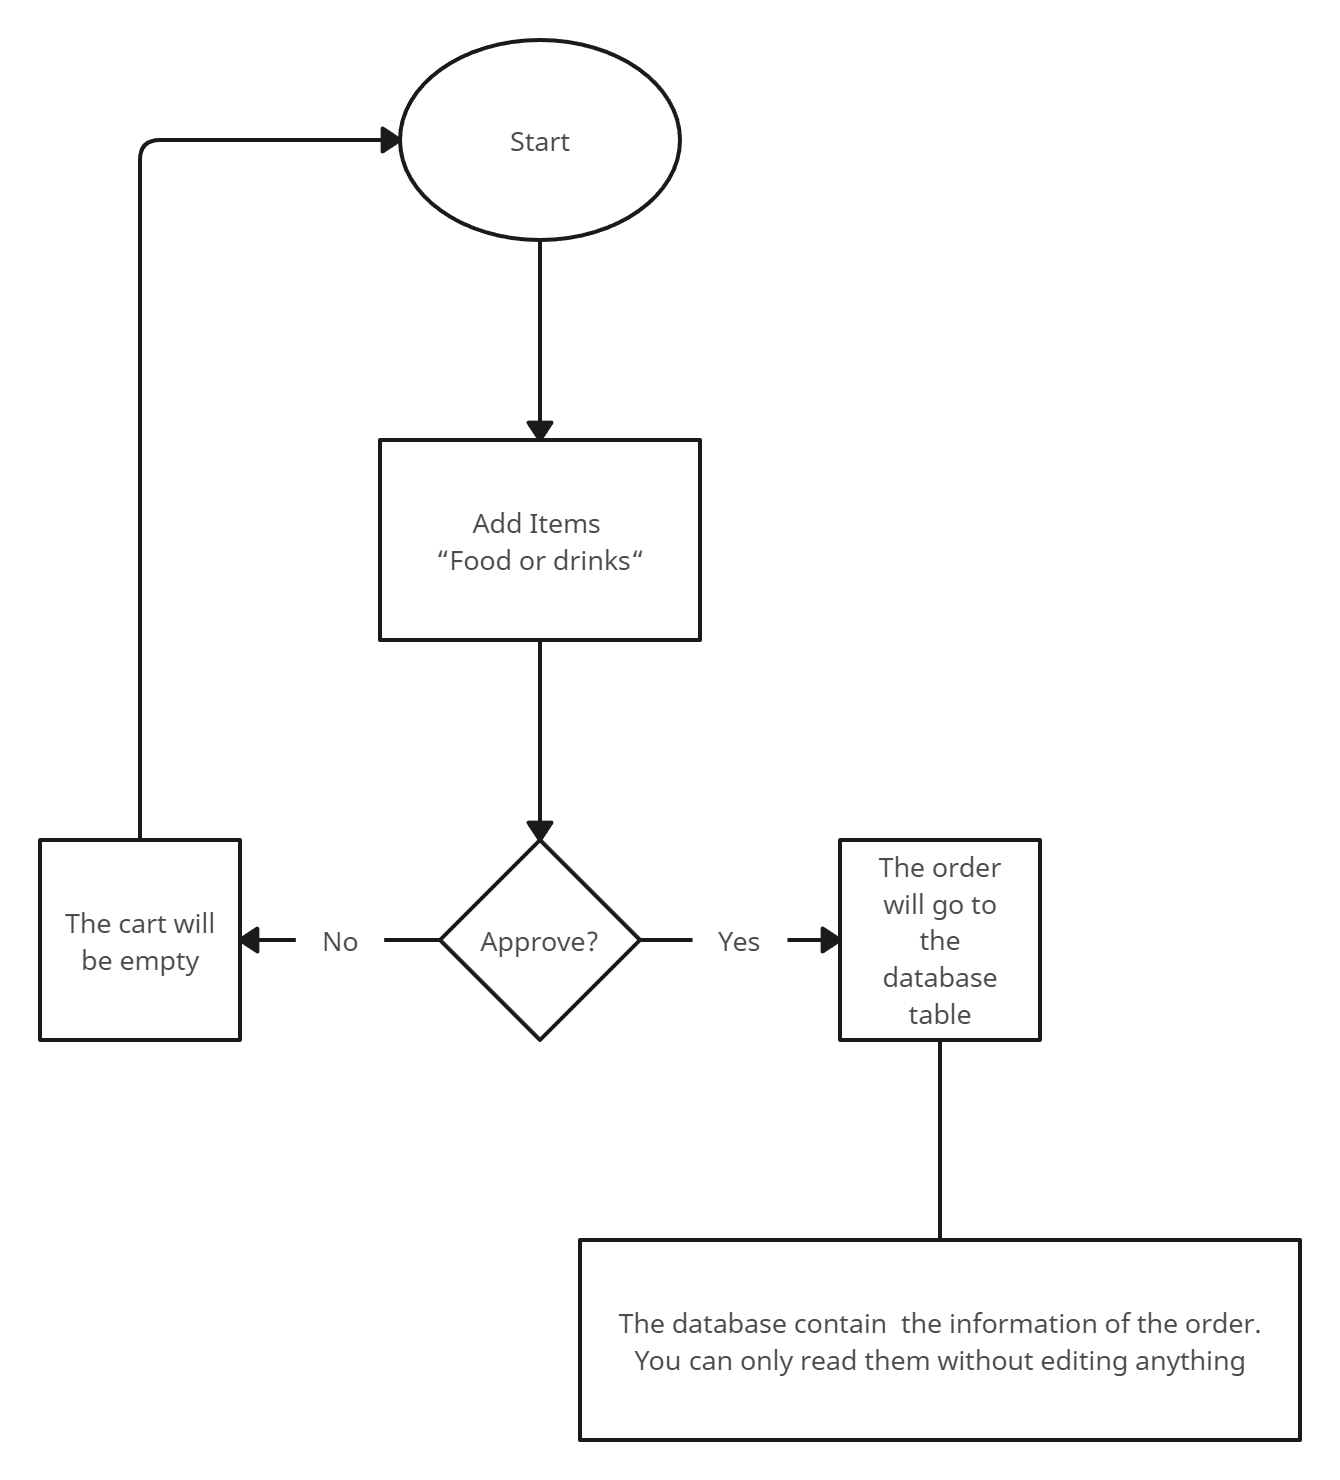 Start
Add Items
“Food or drinks“
The cart will
be empty
No
Approve?
Yes
The order
will go to
the
database
table
The database contain  the information of the order.
You can only read them without editing anything